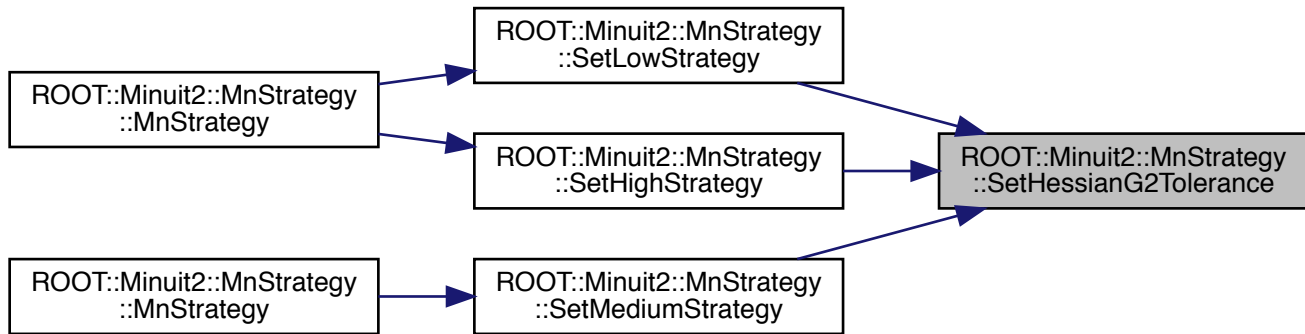 ROOT::Minuit2::MnStrategy
::SetLowStrategy
ROOT::Minuit2::MnStrategy
::MnStrategy
ROOT::Minuit2::MnStrategy
::SetHighStrategy
ROOT::Minuit2::MnStrategy
::SetHessianG2Tolerance
ROOT::Minuit2::MnStrategy
::MnStrategy
ROOT::Minuit2::MnStrategy
::SetMediumStrategy